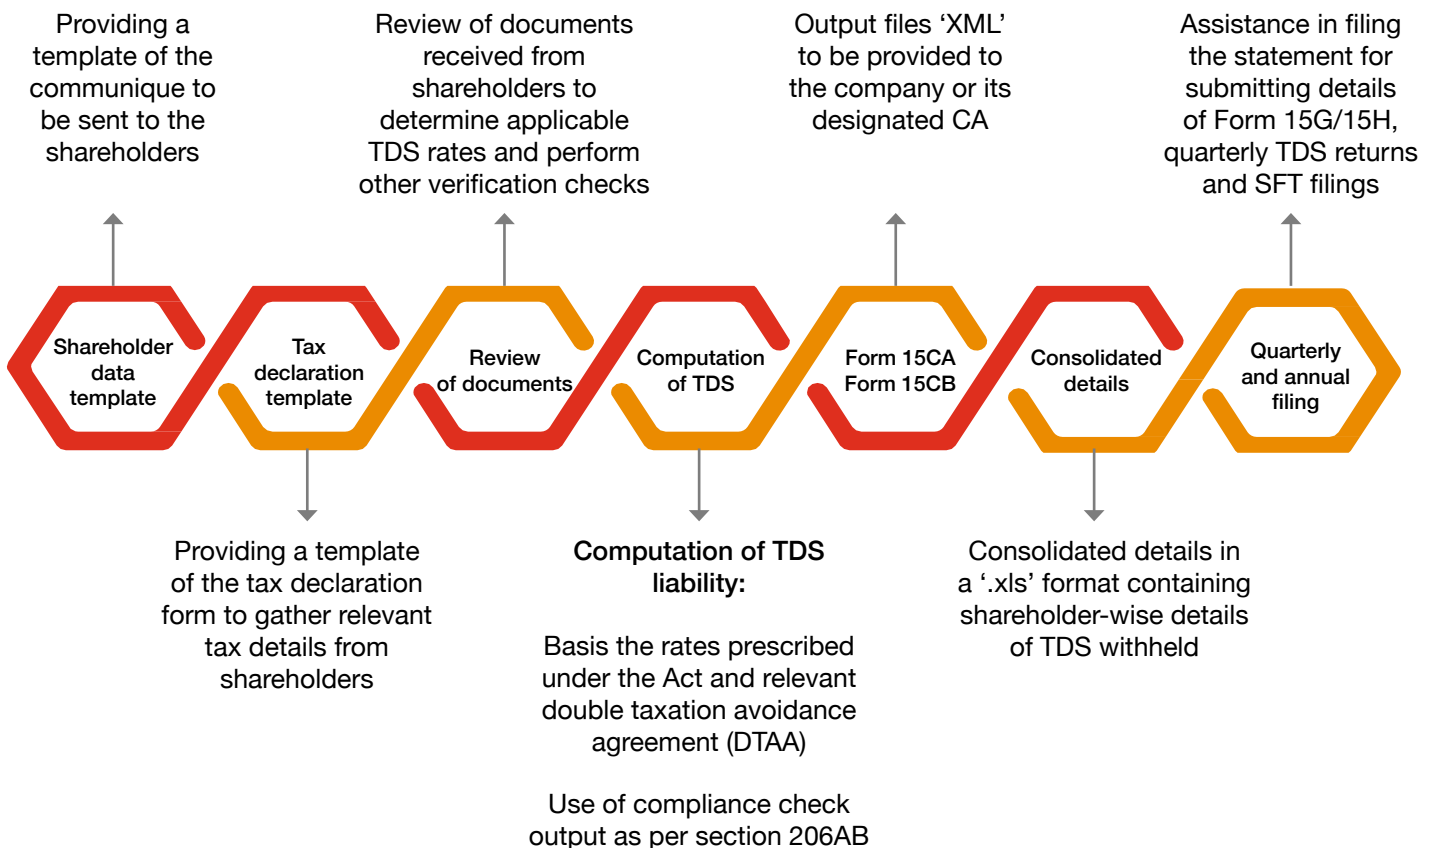 Providing a
template of the
communique to
be sent to the
shareholders
Review of documents
received from
shareholders to
determine applicable
TDS rates and perform
other verification checks
Output files ‘XML’
to be provided to
the company or its
designated CA
Assistance in filing
the statement for
submitting details
of Form 15G/15H,
quarterly TDS returns
and SFT filings
Shareholder
data
template
Tax
declaration
template
Review
of documents
Computation
of TDS
Form 15CA
Form 15CB
Consolidated
details
Quarterly
and annual
filing
Providing a template
of the tax declaration
form to gather relevant
tax details from
shareholders
Computation of TDS
liability:
Basis the rates prescribed
under the Act and relevant
double taxation avoidance
agreement (DTAA)
Use of compliance check
output as per section 206AB
Consolidated details in
a ‘.xls’ format containing
shareholder-wise details
of TDS withheld